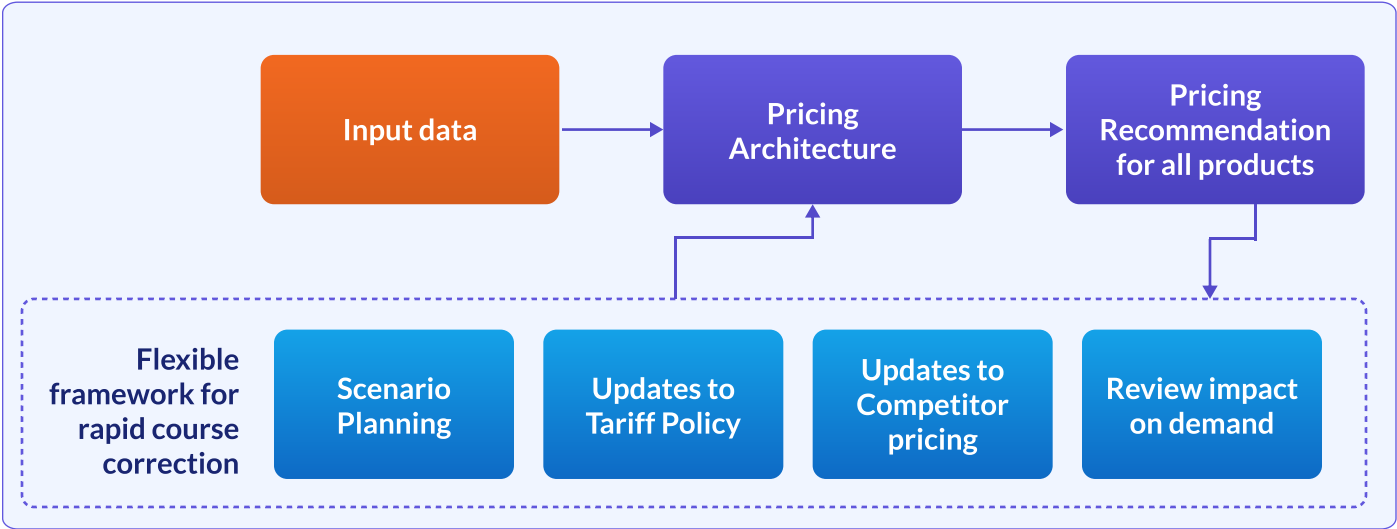 Input data
Pricing
Architecture
Pricing
Recommendation
for all products
Flexible
framework for
rapid course
correction
Scenario
Planning
Updates to
Tariff Policy
Updates to
Competitor
pricing
Review impact
on demand